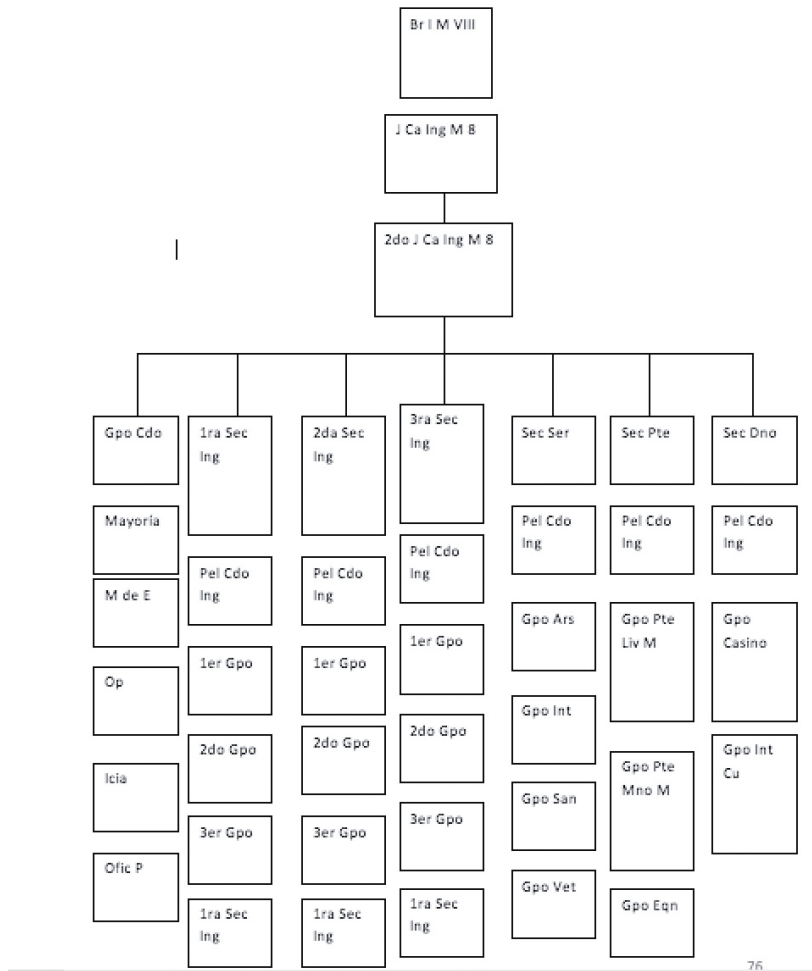 Br I M VIII
J Ca Ing M 8
2do J Ca Ing M 8
Gpo Cdo
Mayoría
M de E
Op
Icia
Ofic P
1ra Sec
Ing
Pel Cdo
Ing
1er Gpo
2do Gpo
3er Gpo
1ra Sec
Ing
2da Sec
Ing
Pel Cdo
Ing
1er Gpo
2do Gpo
3er Gpo
1ra Sec
Ing
3ra Sec
Ing
Pel Cdo
Ing
1er Gpo
2do Gpo
3er Gpo
1ra Sec
Ing
Sec Ser
Pel Cdo
Ing
Gpo Ars
Gpo Int
Gpo San
Gpo Vet
Sec Pte
Pel Cdo
Ing
Gpo Pte
Liv M
Gpo Pte
Mno M
Gpo Eqn
Sec Dno
Pel Cdo
Ing
Gpo
Casino
Gpo Int
Cu
76